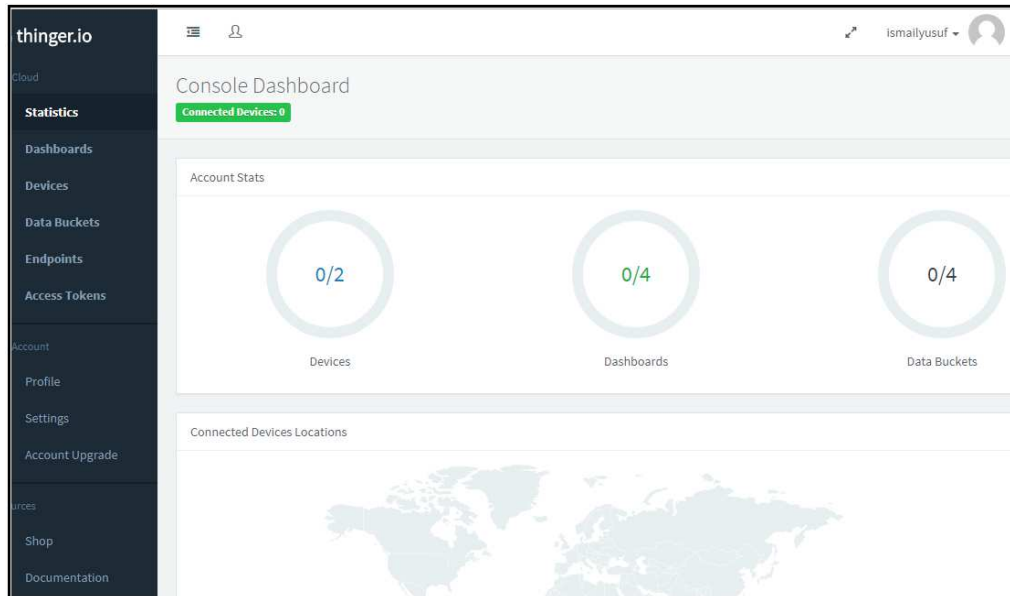 thinger.io
ismailyusuf
Cloud
Statistics
Dashboards
Devices
Data Buckets
Endpoints
Access Tokens
Account
Profile
Settings
Account Upgrade
urces
Shop
Documentation
Console Dashboard
Connected Devices: 0
Account Stats
0/2
0/4
0/4
Devices
Dashboards
Data Buckets
Connected Devices Locations